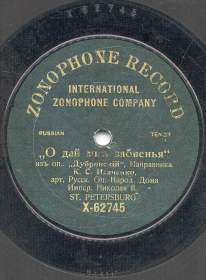 62745
ZONOPHONE RECORD
INTERNATIONAL
ZONOPHONE COMPANY
RUSSIAN TENOR
„О дай мнѣ забвенья“
изъ оп. „Дубровскій“, Направника
К. С. Исаченко,
арт. Русск. Оп. Народ. Дома
Импер. Николая II.
ST. PETERSBURG
X-62745